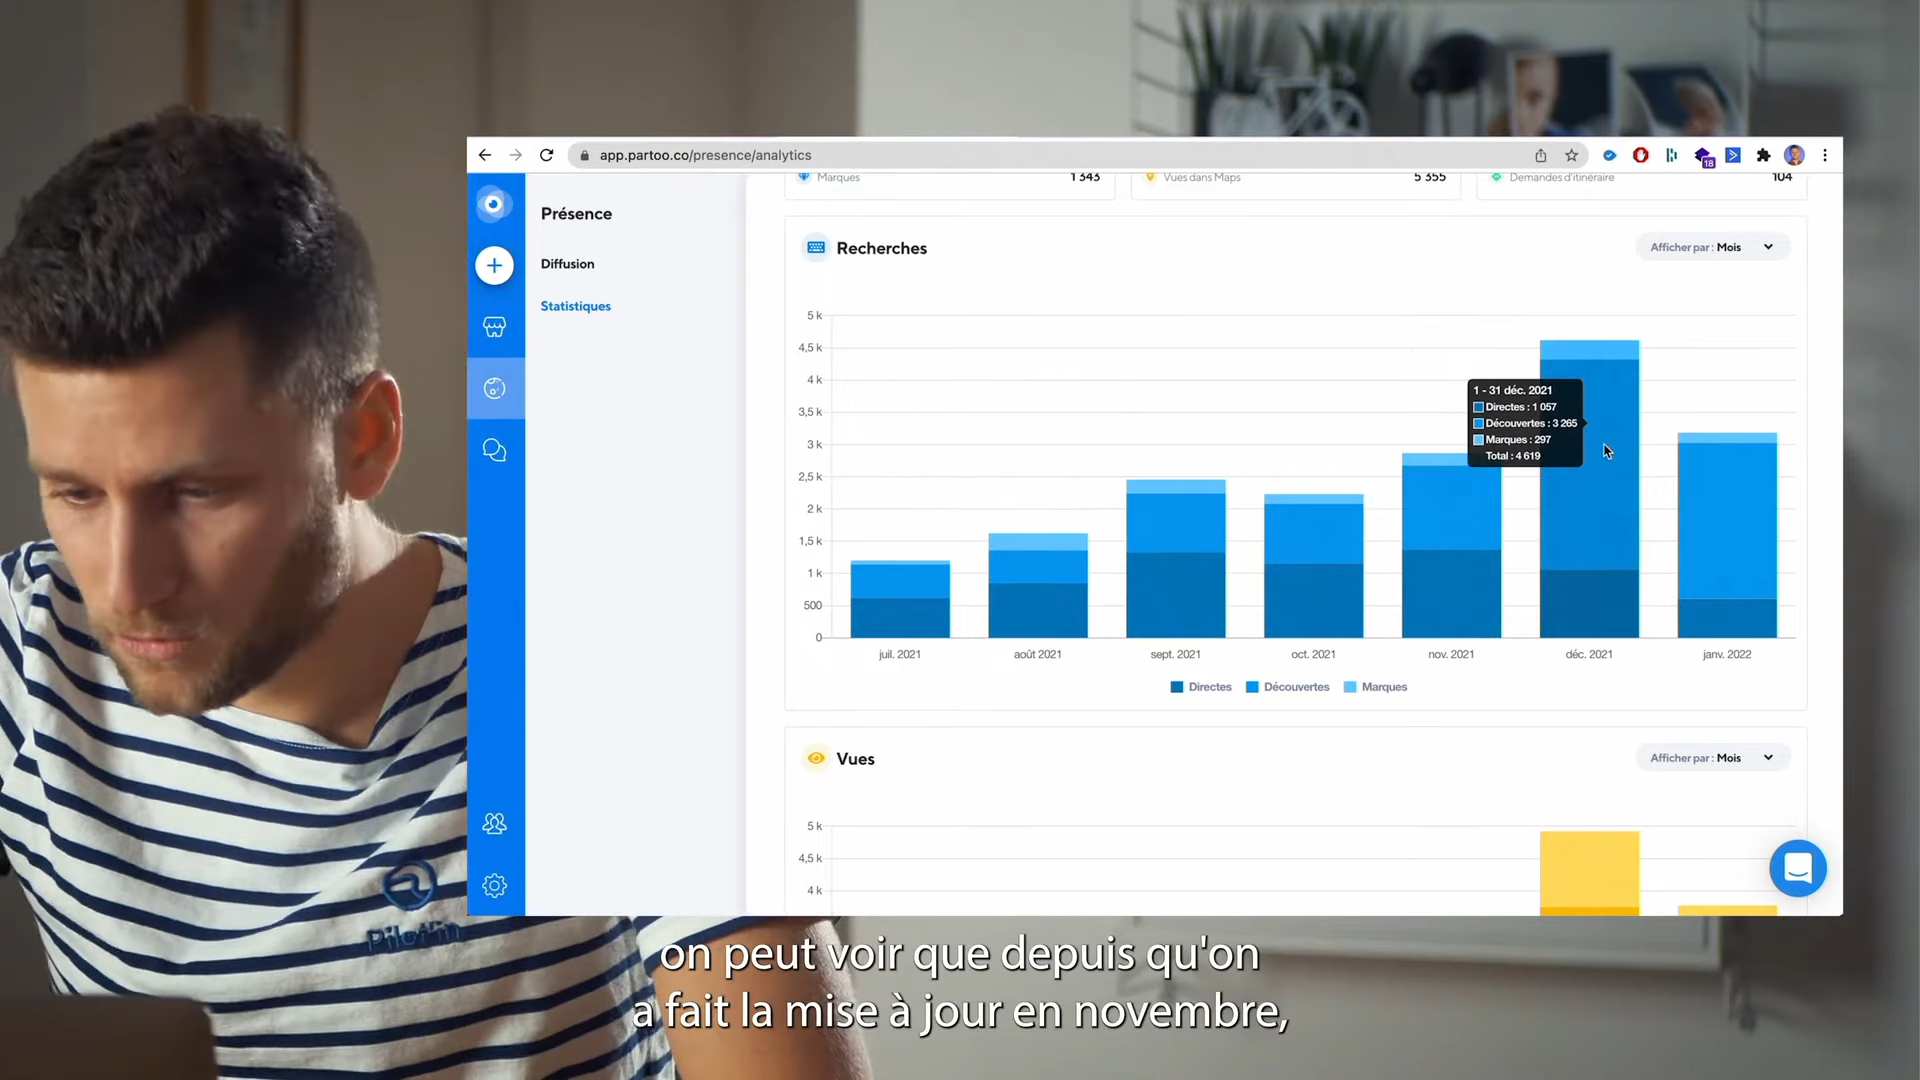 app.partoo.co/presence/analytics
18
Marques 1 343
Vues dans Maps 5 355
Demandes d'itinéraire 104
Présence
Diffusion
Statistiques
Recherches
Afficher par : Mois
5 k
4,5 k
4 k
3,5 k
3 k
2,5 k
2 k
1,5 k
1 k
500
0
1 - 31 déc. 2021
Directes : 1 057
Découvertes : 3 265
Marques : 297
Total : 4 619
juil. 2021 août 2021 sept. 2021 oct. 2021 nov. 2021 déc. 2021 janv. 2022
Directes Découvertes Marques
Vues
Afficher par : Mois
5 k
4,5 k
4 k
Pilot'in
on peut voir que depuis qu'on
a fait la mise à jour en novembre,